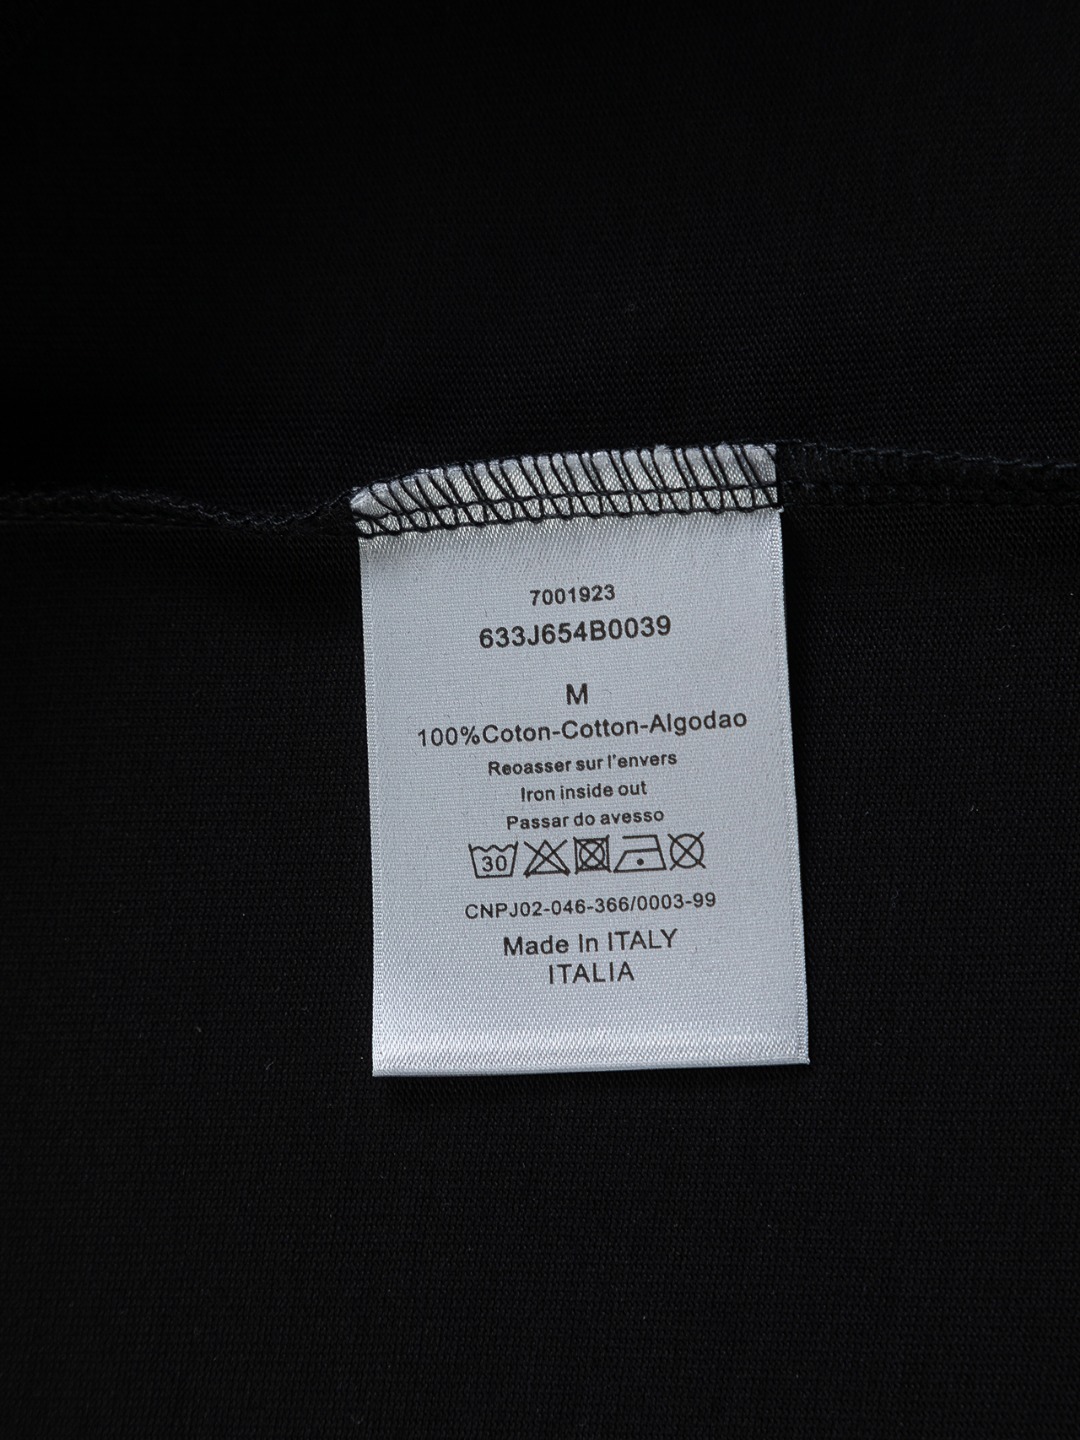 7001923
633J654B0039
M
100%Coton-Cotton-Algodao
Reoasser sur l'envers
Iron inside out
Passar do avesso
30
CNPJ02-046-366/0003-99
Made In ITALY
ITALIA